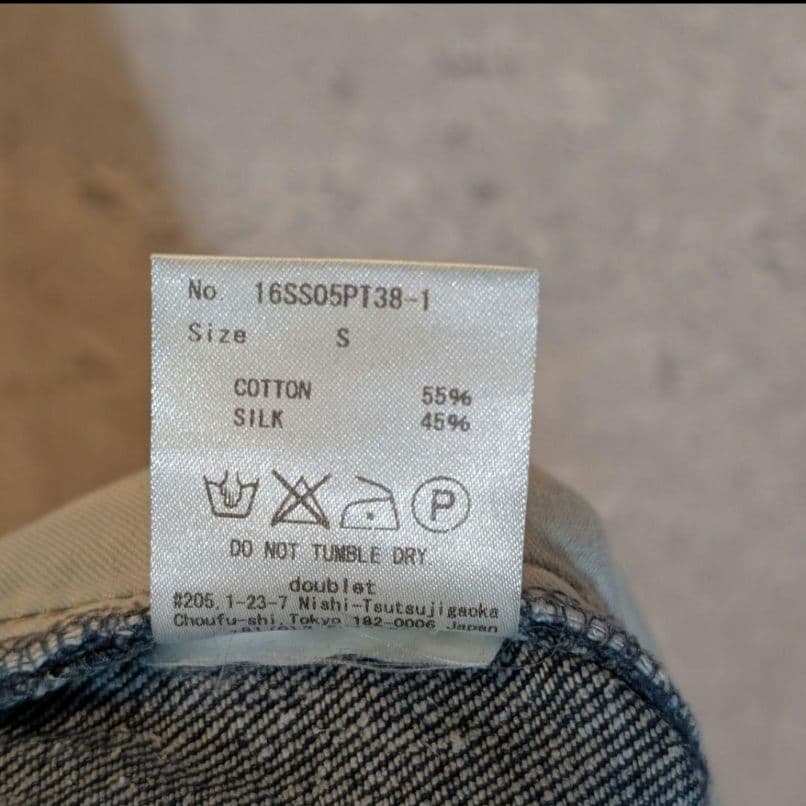 No. 16SS05PT38-1
Size S
COTTON 55%
SILK 45%
P
DO NOT TUMBLE DRY
doublet
#205, 1-23-7 Nishi-Tsutsujigaoka
Choufu-shi, Tokyo 182-0006 Japan